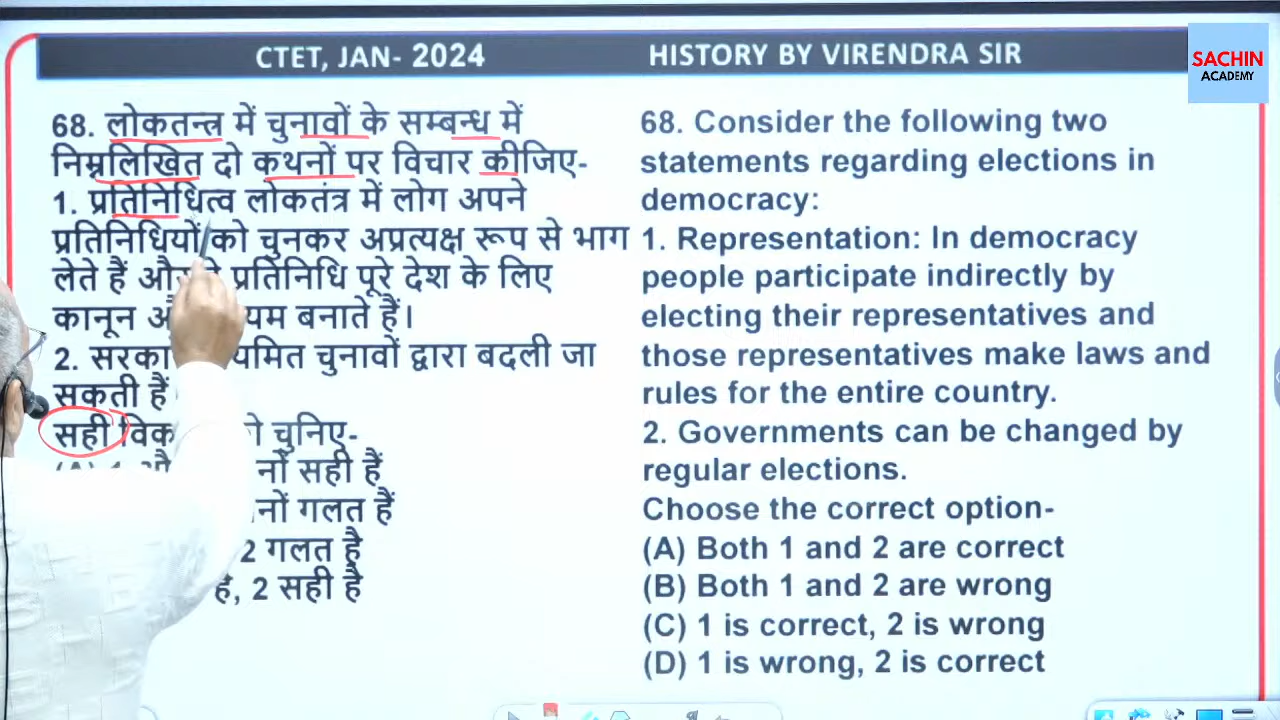 CTET, JAN- 2024
HISTORY BY VIRENDRA SIR
SACHIN
ACADEMY
68. लोकतन्त्र में चुनावों के सम्बन्ध में
निम्नलिखित दो कथनों पर विचार कीजिए-
1. प्रतिनिधित्व लोकतंत्र में लोग अपने
प्रतिनिधियों को चुनकर अप्रत्यक्ष रूप से भाग
लेते हैं प्रतिनिधि पूरे देश के लिए
कानून बनाते हैं।
2. चुनावों द्वारा बदली जा
सकती हैं
सही चुनिए-
सही हैं
गलत हैं
2 गलत है
है, 2 सही है
68. Consider the following two
statements regarding elections in
democracy:
1. Representation: In democracy
people participate indirectly by
electing their representatives and
those representatives make laws and
rules for the entire country.
2. Governments can be changed by
regular elections.
Choose the correct option-
(A) Both 1 and 2 are correct
(B) Both 1 and 2 are wrong
(C) 1 is correct, 2 is wrong
(D) 1 is wrong, 2 is correct